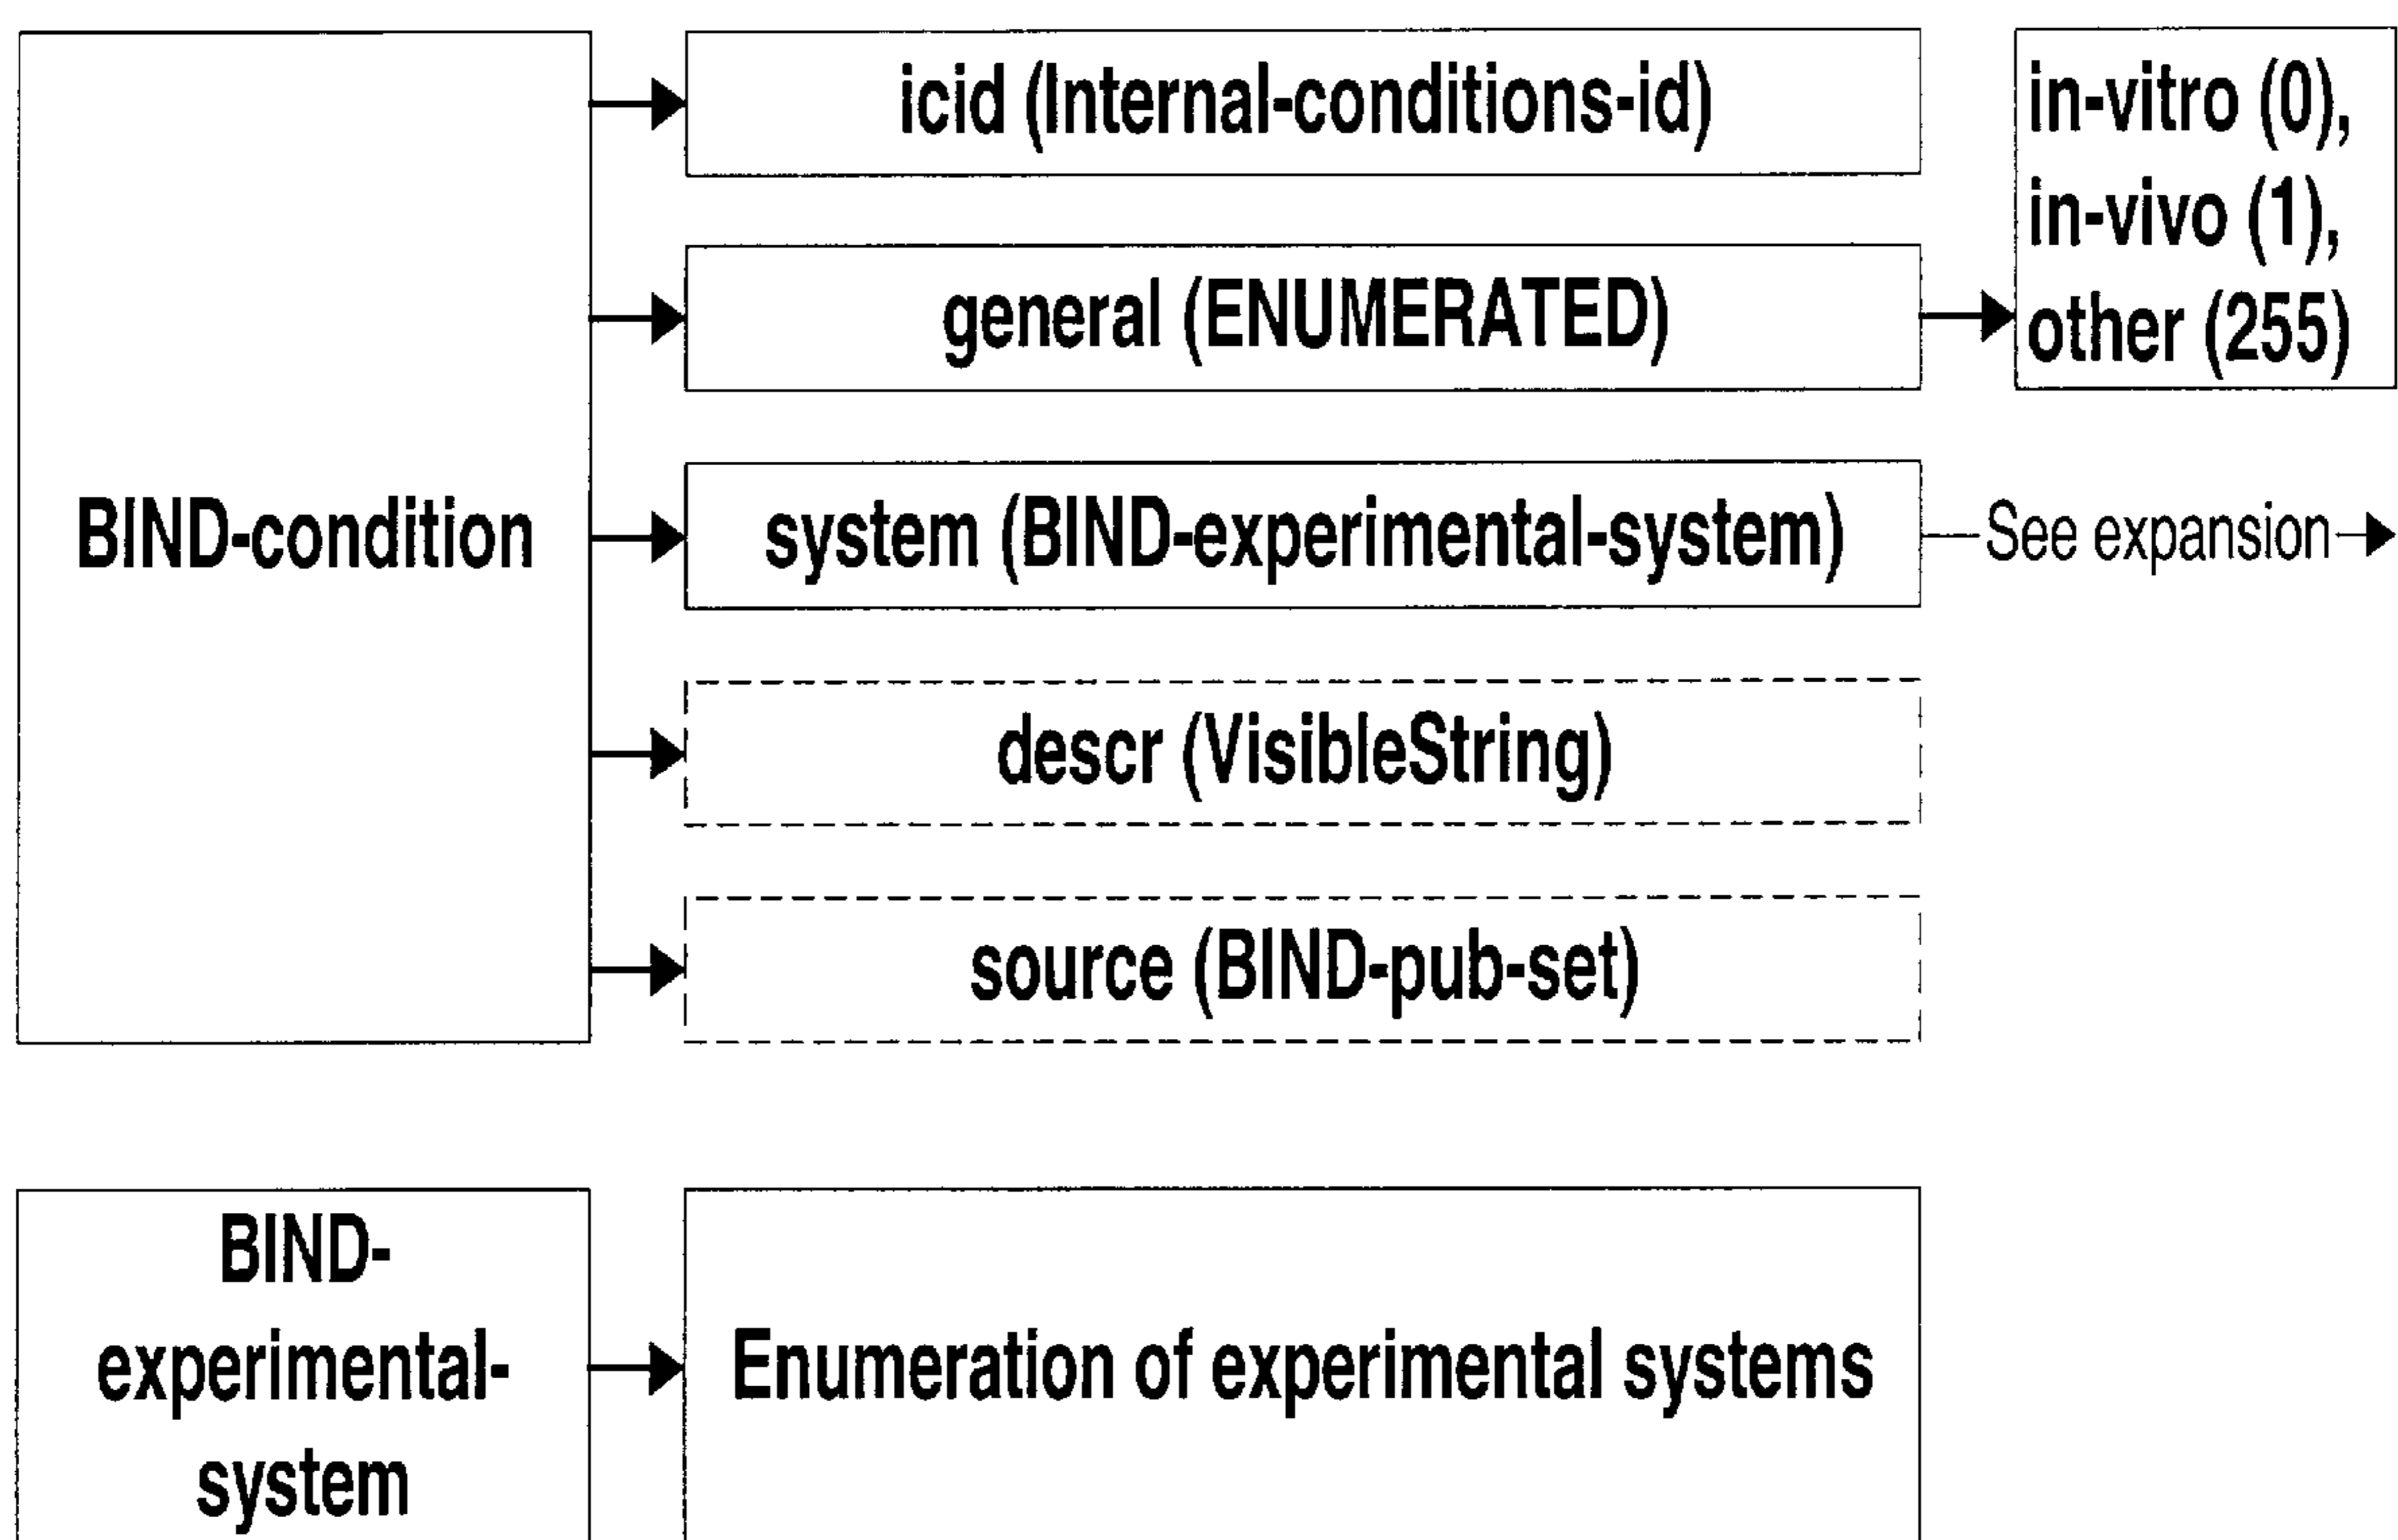 BIND-condition
icid (Internal-conditions-id)
general (ENUMERATED)
in-vitro (0),
in-vivo (1),
other (255)
system (BIND-experimental-system)
See expansion
descr (VisibleString)
source (BIND-pub-set)
BIND-
experimental-
system
Enumeration of experimental systems